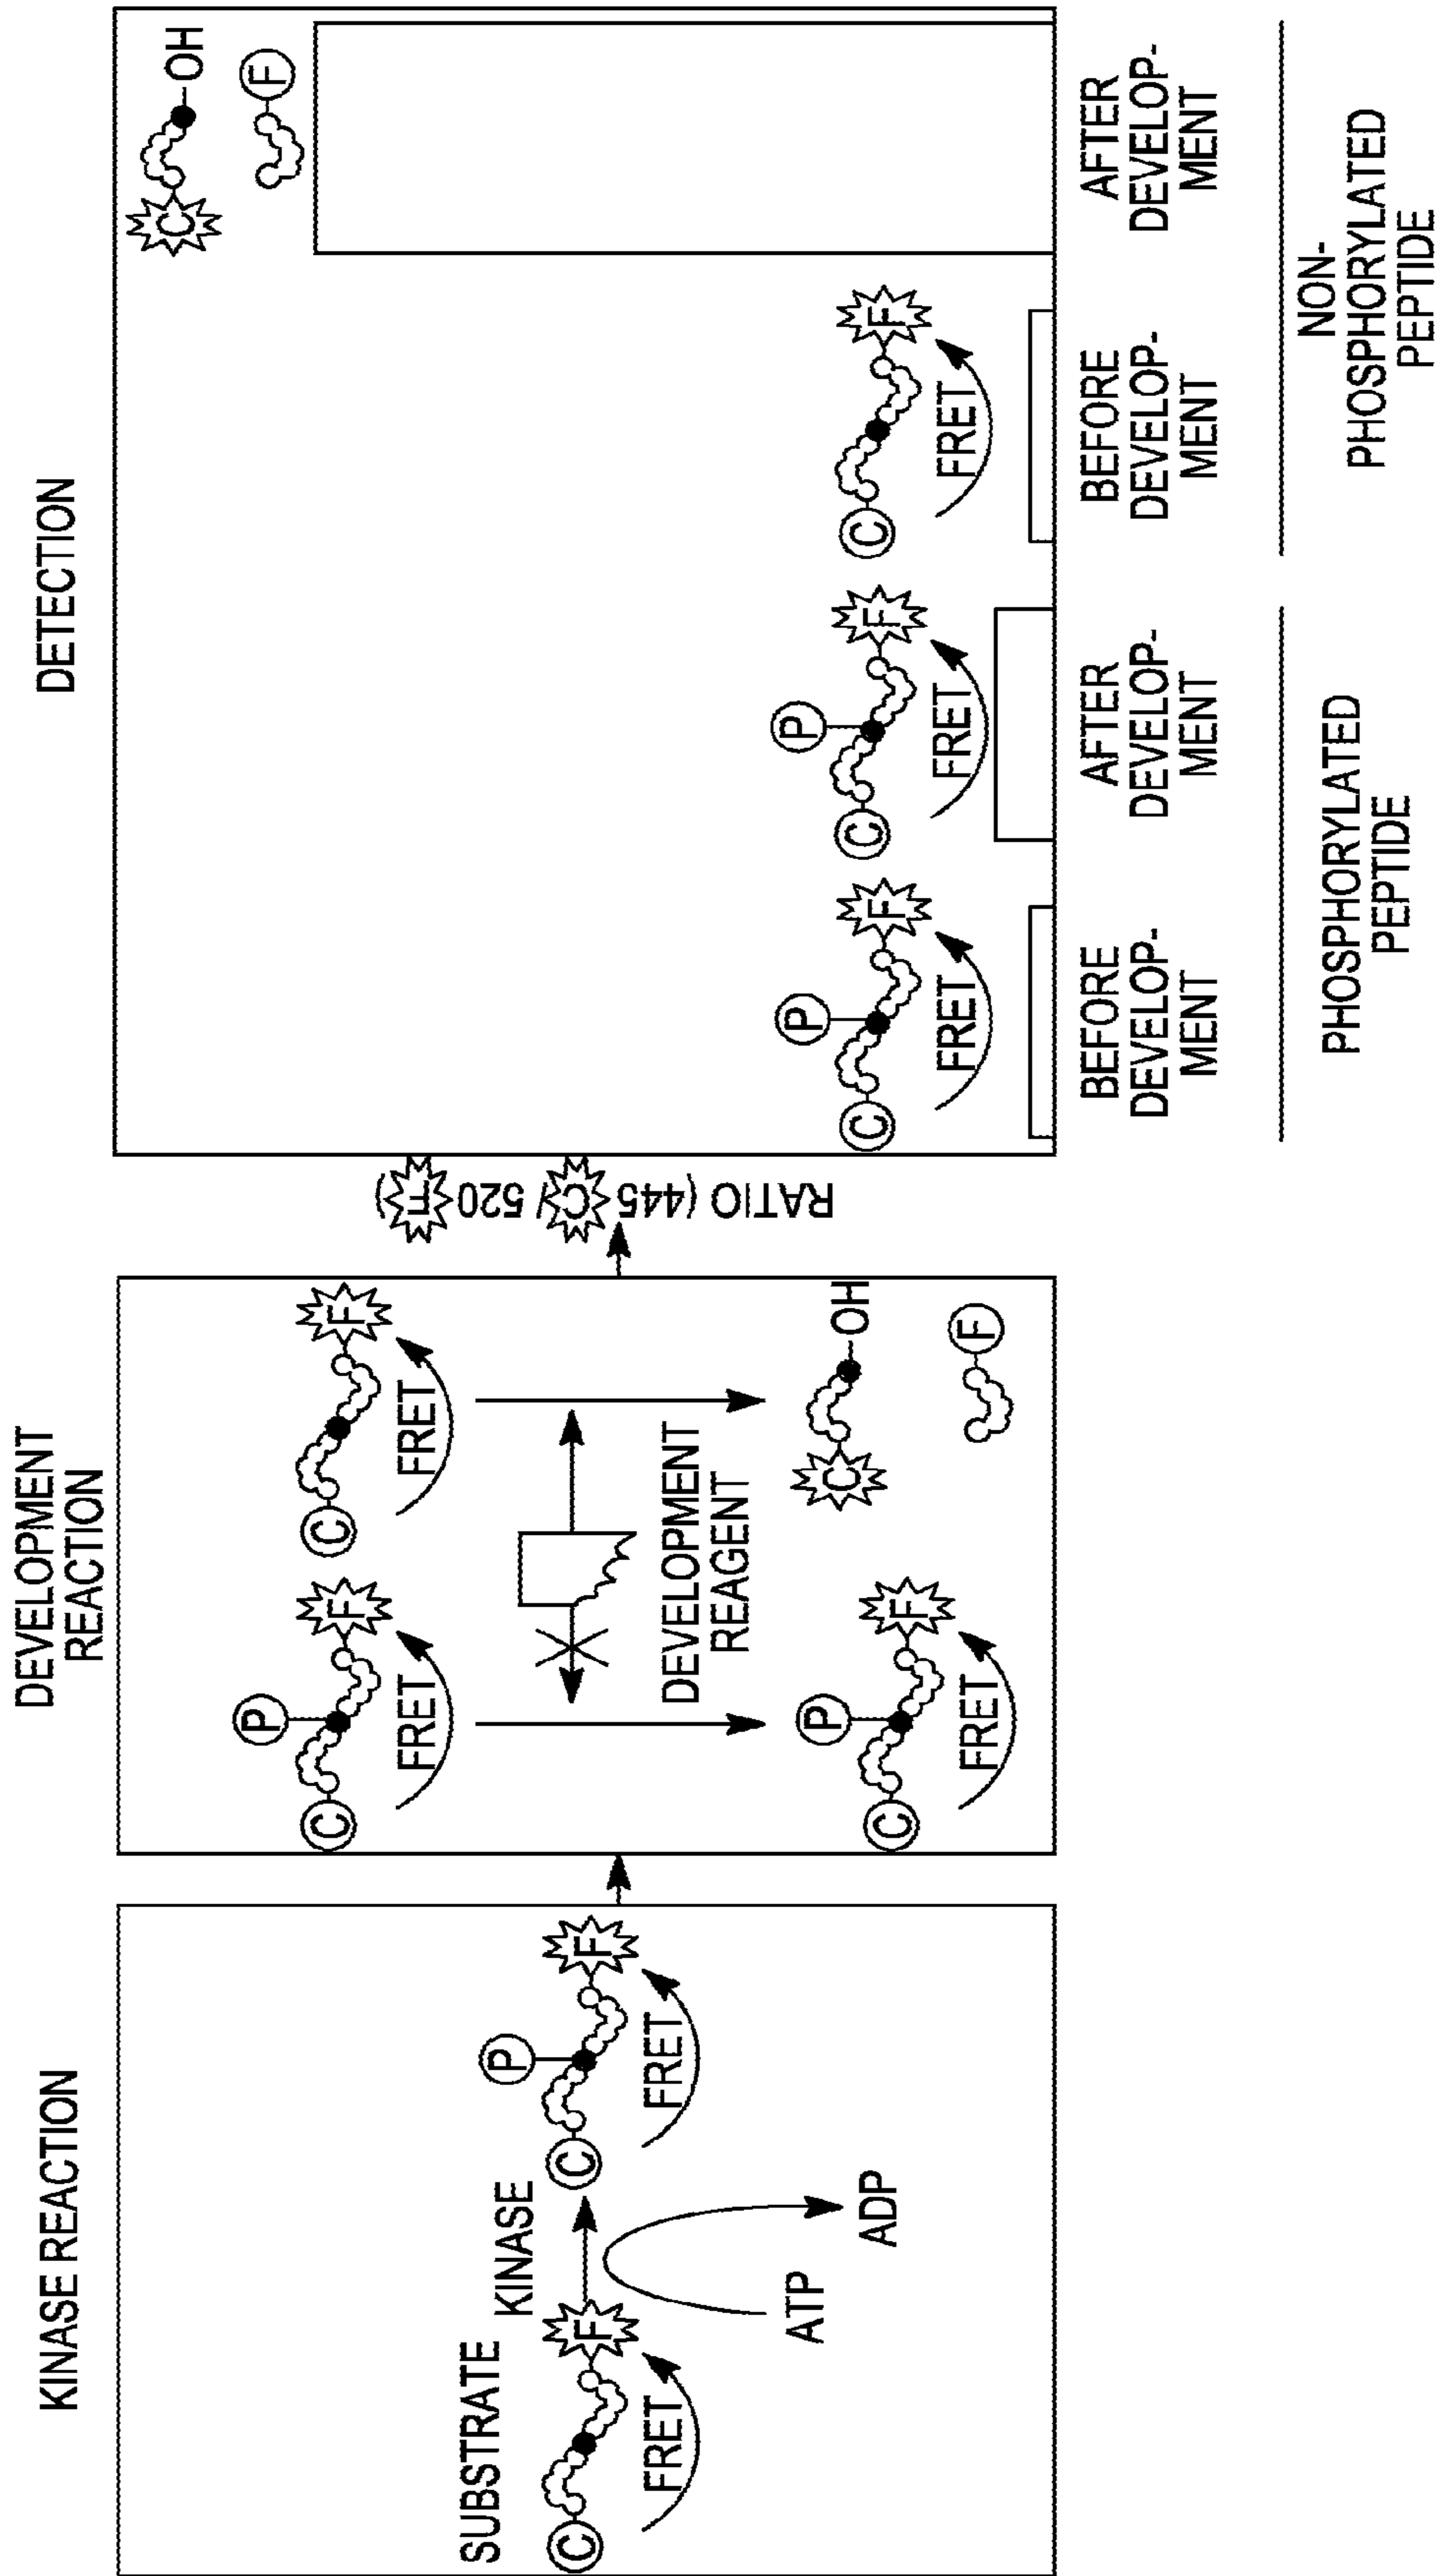 KINASE REACTION
SUBSTRATE
C
F
FRET
KINASE
ATP
ADP
P
C
F
FRET
DEVELOPMENT
REACTION
P
C
F
FRET
C
F
FRET
DEVELOPMENT
REAGENT
P
C
F
FRET
C
OH
F
DETECTION
RATIO (445 C / 520 F)
P
C
F
FRET
P
C
F
FRET
C
F
FRET
C
OH
F
BEFORE
DEVELOP-
MENT
AFTER
DEVELOP-
MENT
BEFORE
DEVELOP-
MENT
AFTER
DEVELOP-
MENT
PHOSPHORYLATED
PEPTIDE
NON-
PHOSPHORYLATED
PEPTIDE